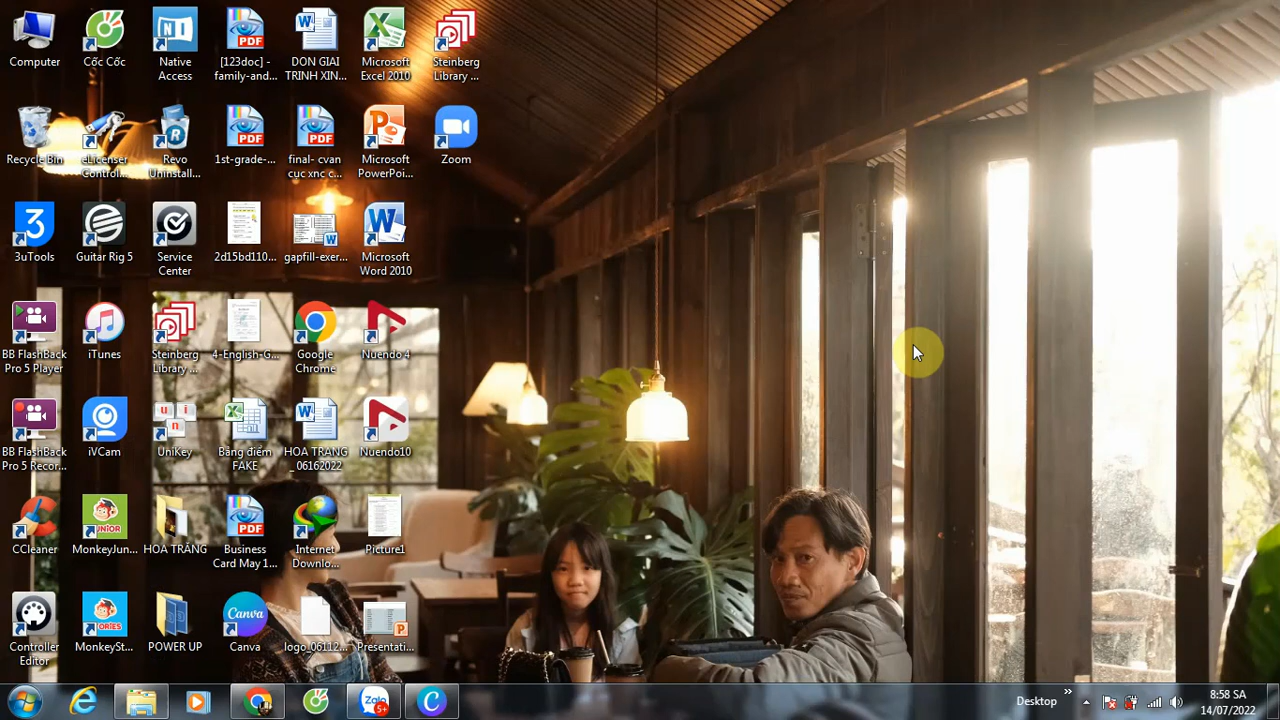 Computer
Cốc Cốc
Native
Access
[123doc] -
family-and...
DON GIAI
TRINH XIN...
Microsoft
Excel 2010
Steinberg
Library ...
Recycle Bin
eLicenser
Control...
Revo
Uninstall...
1st-grade-...
final- cvan
cuc xnc c...
Microsoft
PowerPoi...
Zoom
3uTools
Guitar Rig 5
Service
Center
2d15bd110...
gapfill-exer...
Microsoft
Word 2010
BB FlashBack
Pro 5 Player
iTunes
Steinberg
Library ...
4-English-G...
Google
Chrome
Nuendo 4
BB FlashBack
Pro 5 Recor...
iVCam
UniKey
Bảng điểm
FAKE
HOA TRANG
_ 06162022
Nuendo10
CCleaner
MonkeyJun...
HOA TRĂNG
Business
Card May 1...
Internet
Downlo...
Picture1
Controller
Editor
MonkeySt...
POWER UP
Canva
logo_06112...
Presentati...
Desktop
8:58 SA
14/07/2022